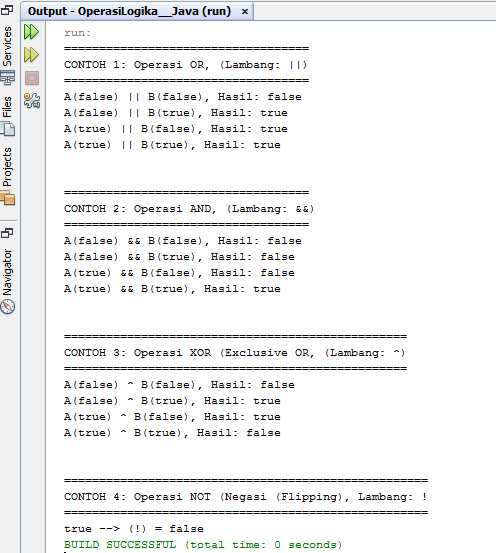 Output - OperasiLogika__Java (run) ×
Services
Files
Projects
Navigator
run:
===================================
CONTOH 1: Operasi OR, (Lambang: ||)
===================================
A(false) || B(false), Hasil: false
A(false) || B(true), Hasil: true
A(true) || B(false), Hasil: true
A(true) || B(true), Hasil: true
===================================
CONTOH 2: Operasi AND, (Lambang: &&)
===================================
A(false) && B(false), Hasil: false
A(false) && B(true), Hasil: false
A(true) && B(false), Hasil: false
A(true) && B(true), Hasil: true
=================================================
CONTOH 3: Operasi XOR (Exclusive OR, (Lambang: ^)
=================================================
A(false) ^ B(false), Hasil: false
A(false) ^ B(true), Hasil: true
A(true) ^ B(false), Hasil: true
A(true) ^ B(true), Hasil: false
====================================================
CONTOH 4: Operasi NOT (Negasi (Flipping), Lambang: !
====================================================
true --> (!) = false
BUILD SUCCESSFUL (total time: 0 seconds)